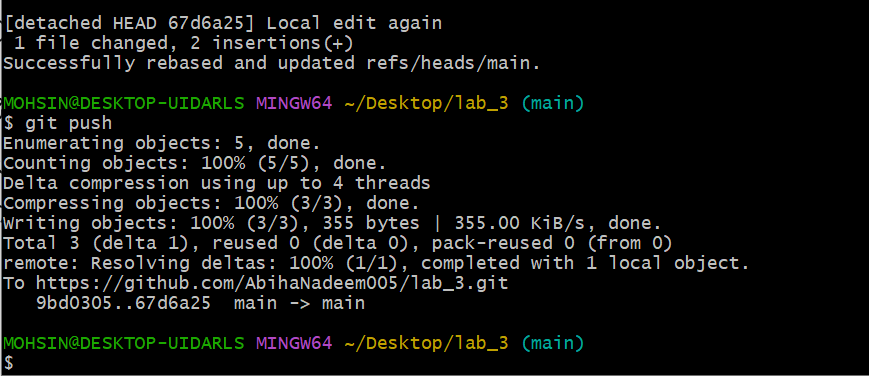 [detached HEAD 67d6a25] Local edit again
1 file changed, 2 insertions(+)
Successfully rebased and updated refs/heads/main.
MOHSIN@DESKTOP-UIDARLS MINGW64 ~/Desktop/lab_3 (main)
$ git push
Enumerating objects: 5, done.
Counting objects: 100% (5/5), done.
Delta compression using up to 4 threads
Compressing objects: 100% (3/3), done.
Writing objects: 100% (3/3), 355 bytes | 355.00 KiB/s, done.
Total 3 (delta 1), reused 0 (delta 0), pack-reused 0 (from 0)
remote: Resolving deltas: 100% (1/1), completed with 1 local object.
To https://github.com/AbihaNadeem005/lab_3.git
9bd0305..67d6a25  main -> main
MOHSIN@DESKTOP-UIDARLS MINGW64 ~/Desktop/lab_3 (main)
$